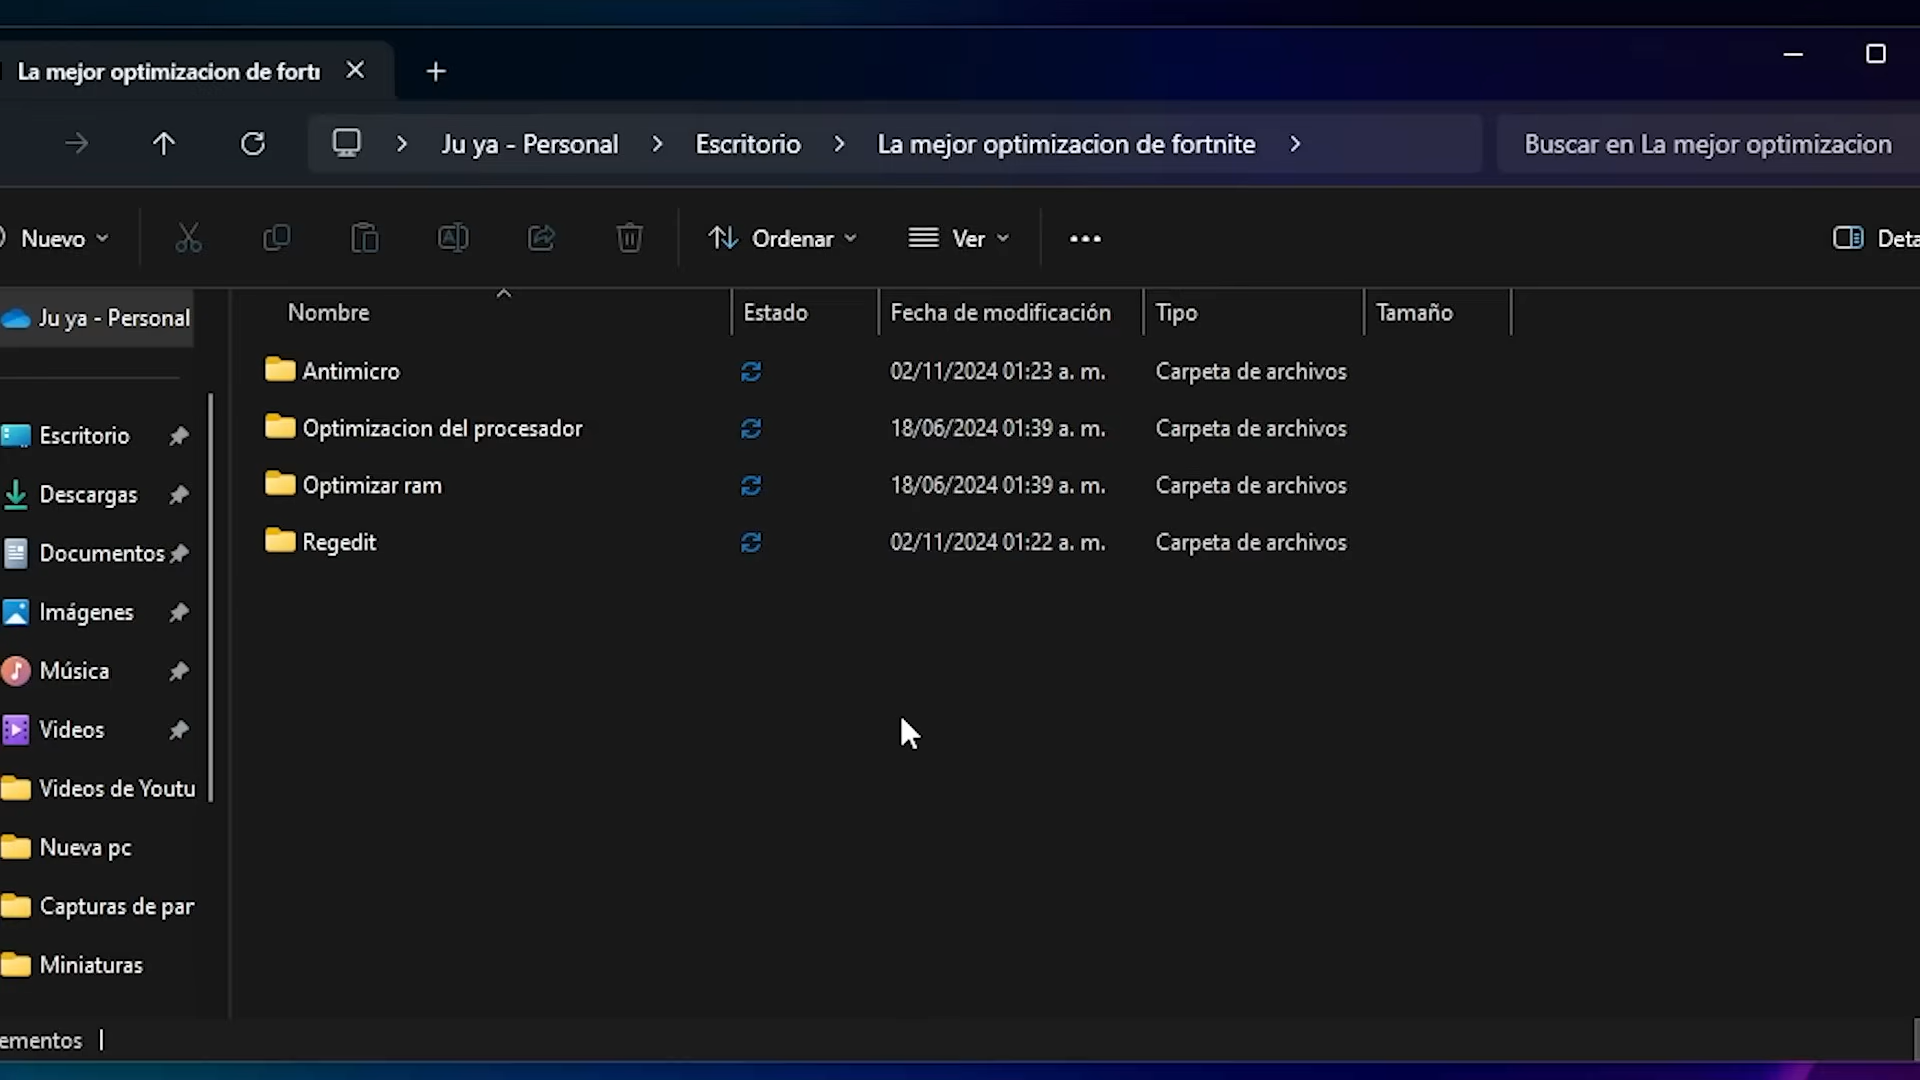 La mejor optimizacion de fortı
Ju ya - Personal
Escritorio
La mejor optimizacion de fortnite
Buscar en La mejor optimizacion
Nuevo
Ordenar
Ver
Deta
Ju ya - Personal
Escritorio
Descargas
Documentos
Imágenes
Música
Videos
Videos de Youtu
Nueva pc
Capturas de par
Miniaturas
Nombre Estado Fecha de modificación Tipo Tamaño
Antimicro 02/11/2024 01:23 a. m. Carpeta de archivos
Optimizacion del procesador 18/06/2024 01:39 a. m. Carpeta de archivos
Optimizar ram 18/06/2024 01:39 a. m. Carpeta de archivos
Regedit 02/11/2024 01:22 a. m. Carpeta de archivos
ementos